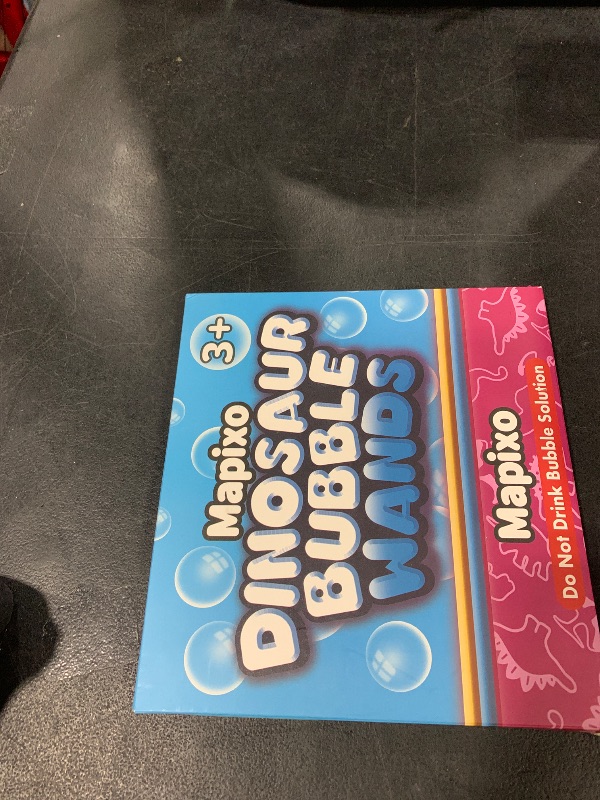 3+
Mapixo
DINOSAUR
BUBBLE
WANDS
Mapixo
Do Not Drink Bubble Solution